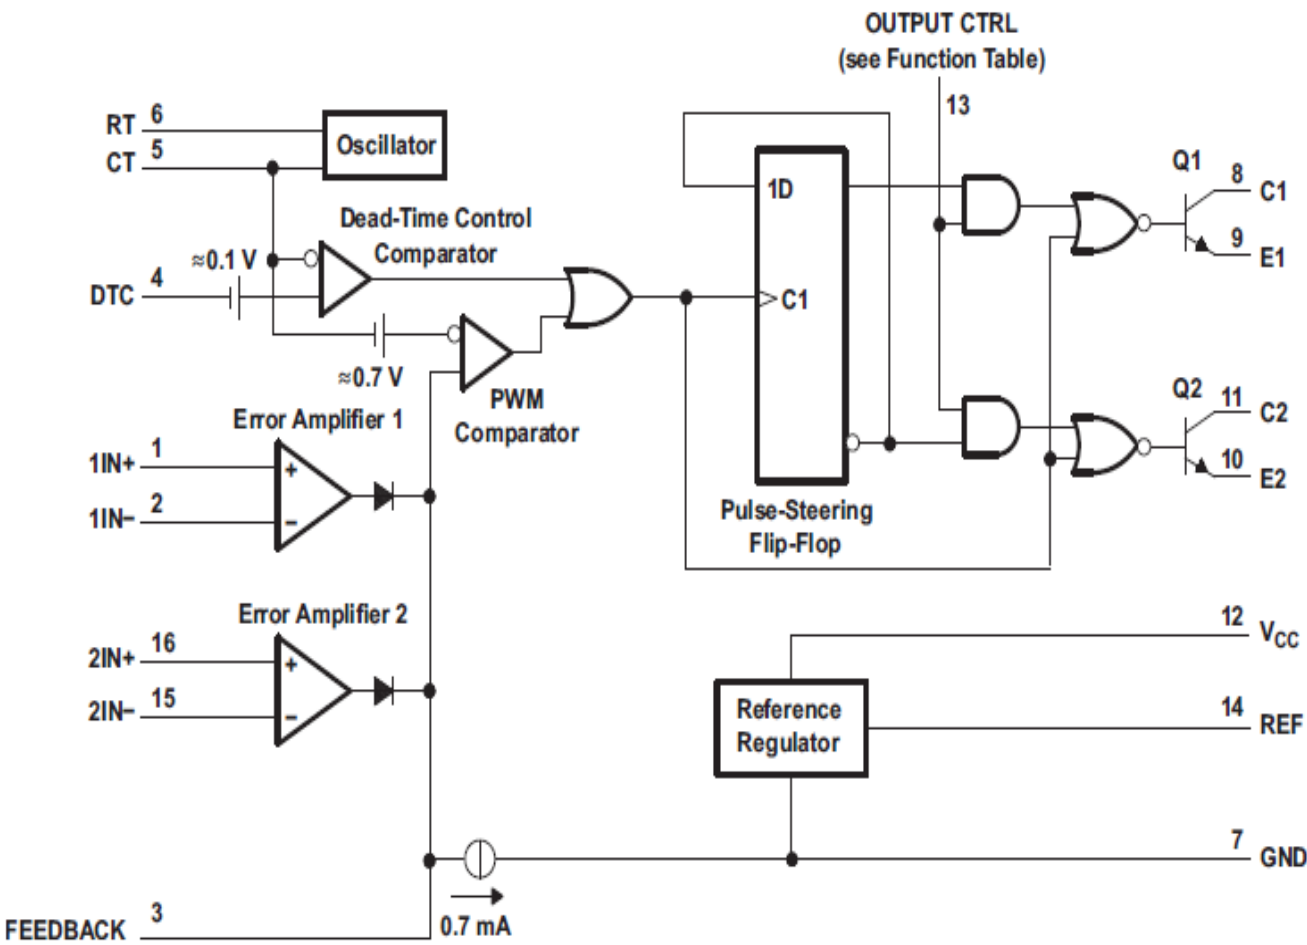 OUTPUT CTRL
(see Function Table)
13
RT 6
CT 5
Oscillator
Dead-Time Control
Comparator
≈0.1 V
DTC 4
≈0.7 V
PWM
Comparator
1D
C1
Pulse-Steering
Flip-Flop
Q1
8 C1
9 E1
Q2
11 C2
10 E2
Error Amplifier 1
1IN+ 1
+
1IN− 2
−
Error Amplifier 2
2IN+ 16
+
2IN− 15
−
12 VCC
Reference
Regulator
14 REF
7 GND
0.7 mA
FEEDBACK 3